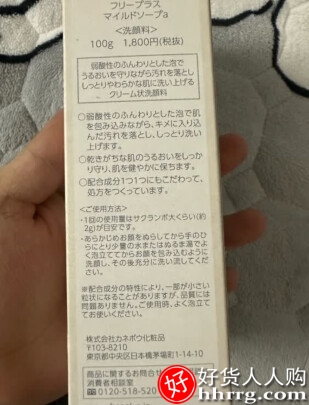 フリープラス
マイルドソープa
<洗顔料>
100g 1,800円(税抜)
弱酸性のふんわりとした泡で
うるおいを守りながら汚れを落とし
しっとりやわらかな肌に洗い上げる
クリーム状洗顔料
○弱酸性のふんわりとした泡で肌
を包み込みながら、キメに入り込
んだ汚れを落とし、しっとり洗い
上げます。
○乾きがちな肌のうるおいをしっか
り守り、肌を健やかに保ちます。
○配合成分1つ1つにもこだわって、
処方をつくっています。
<ご使用方法>
・1回の使用量はサクランボ大くらい(約
2g)が目安です。
・あらかじめお顔をぬらしてから手のひ
らにとり少量の水またはぬるま湯でよ
く泡立ててからお顔を包み込むように
洗顔し、その後充分に洗い流してくだ
さい。
※配合成分の特性により、一部が小さい
粒状になることがありますが、品質には
問題ありません。ご使用時、よく泡立て
てお使いください。
株式会社カネボウ化粧品
〒103-8210
東京都中央区日本橋茅場町1-14-10
商品に関するお問合せ
消費者相談室
0120-518-520
好货人人购
hhrrg.com